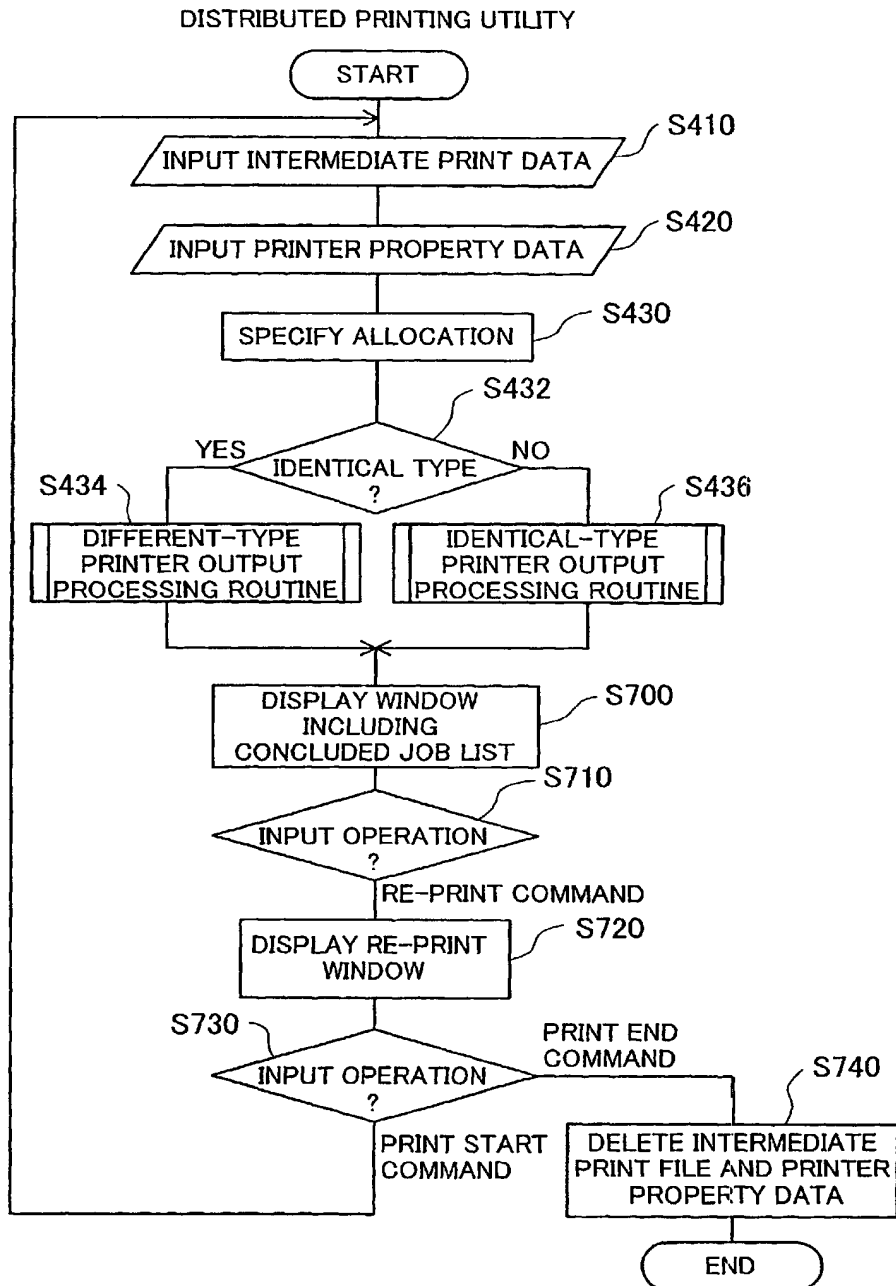 DISTRIBUTED PRINTING UTILITY
START
S410
INPUT INTERMEDIATE PRINT DATA
S420
INPUT PRINTER PROPERTY DATA
S430
SPECIFY ALLOCATION
S432
YES
NO
IDENTICAL TYPE
?
S434
S436
DIFFERENT-TYPE
PRINTER OUTPUT
PROCESSING ROUTINE
IDENTICAL-TYPE
PRINTER OUTPUT
PROCESSING ROUTINE
S700
DISPLAY WINDOW
INCLUDING
CONCLUDED JOB LIST
S710
INPUT OPERATION
?
RE-PRINT COMMAND
S720
DISPLAY RE-PRINT
WINDOW
S730
INPUT OPERATION
?
PRINT END
COMMAND
S740
PRINT START
COMMAND
DELETE INTERMEDIATE
PRINT FILE AND PRINTER
PROPERTY DATA
END